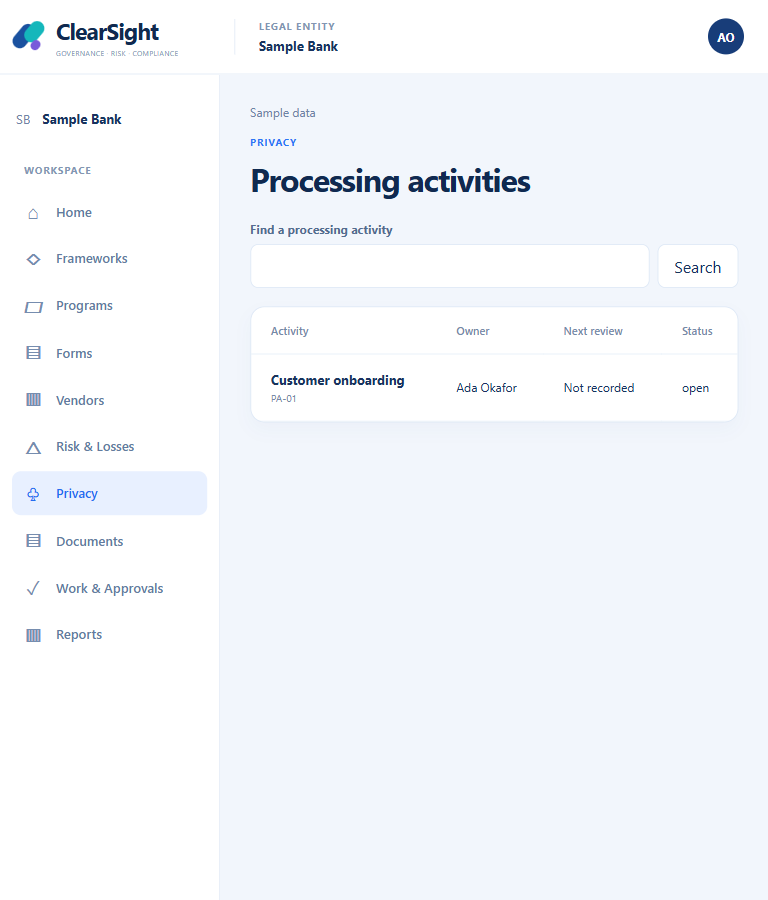 ClearSight
GOVERNANCE · RISK · COMPLIANCE
LEGAL ENTITY
Sample Bank
AO
SB Sample Bank
WORKSPACE
Home
Frameworks
Programs
Forms
Vendors
Risk & Losses
Privacy
Documents
Work & Approvals
Reports
Sample data
PRIVACY
Processing activities
Find a processing activity
Search
Activity Owner Next review Status
Customer onboarding Ada Okafor Not recorded open
PA-01